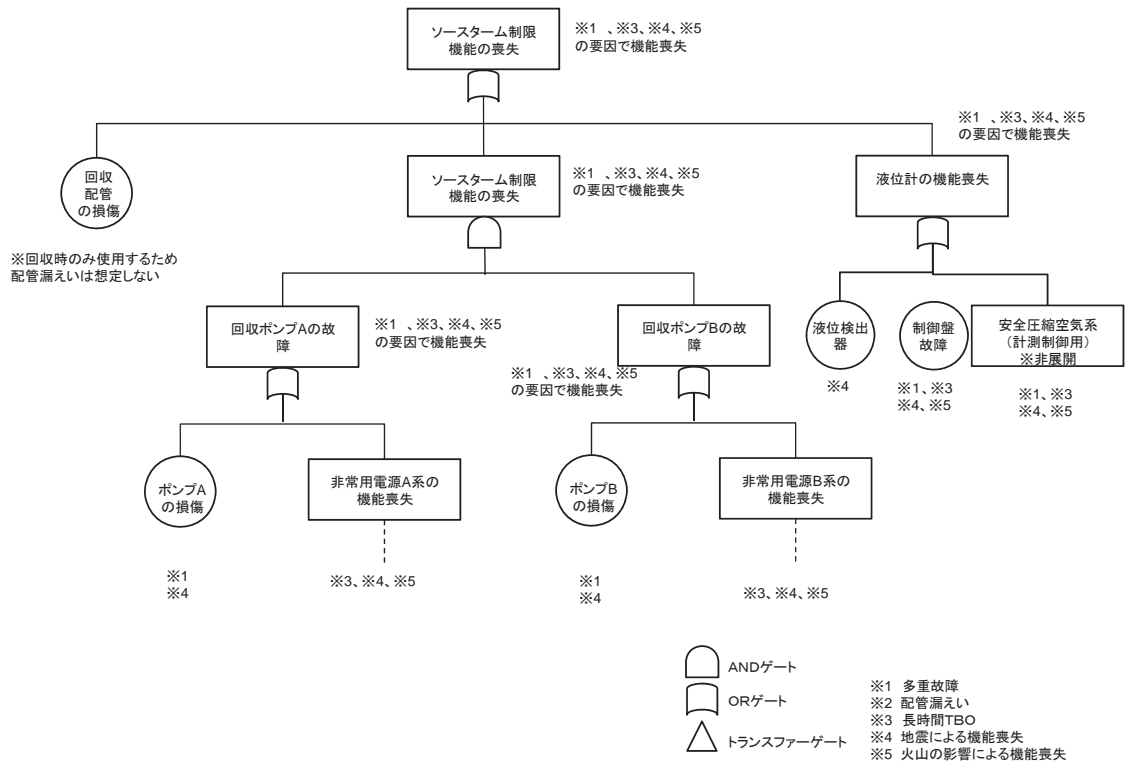 ソースターム制限
機能の喪失
※1 、※3、※4、※5
の要因で機能喪失
回収
配管
の損傷
※回収時のみ使用するため
配管漏えいは想定しない
ソースターム制限
機能の喪失
※1 、※3、※4、※5
の要因で機能喪失
※1 、※3、※4、※5
の要因で機能喪失
液位計の機能喪失
回収ポンプAの故
障
※1 、※3、※4、※5
の要因で機能喪失
回収ポンプBの故
障
※1 、※3、※4、※5
の要因で機能喪失
液位検出
器
※4
制御盤
故障
※1、※3
※4、※5
安全圧縮空気系
(計測制御用)
※非展開
※1、※3
※4、※5
ポンプA
の損傷
※1
※4
非常用電源A系の
機能喪失
※3、※4、※5
ポンプB
の損傷
※1
※4
非常用電源B系の
機能喪失
※3、※4、※5
ANDゲート
ORゲート
トランスファーゲート
※1 多重故障
※2 配管漏えい
※3 長時間TBO
※4 地震による機能喪失
※5 火山の影響による機能喪失